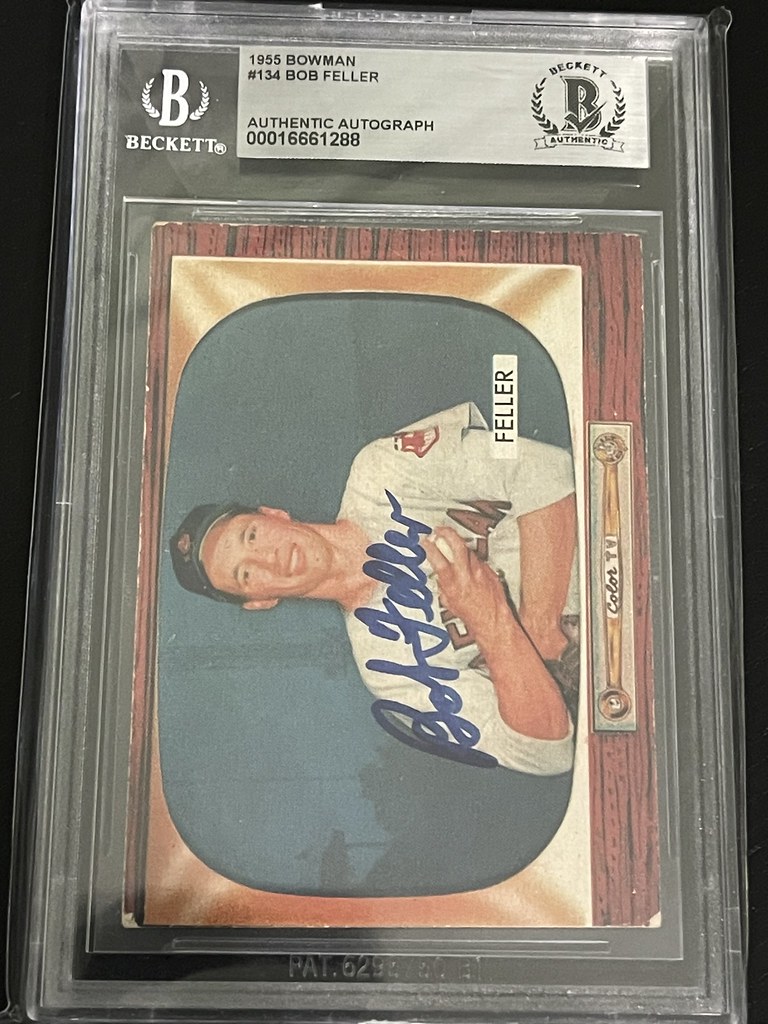 1955 BOWMAN
#134 BOB FELLER
AUTHENTIC AUTOGRAPH
00016661288
B
BECKETT®
BECKETT
B
AUTHENTIC
FELLER
Bob Feller
color TV